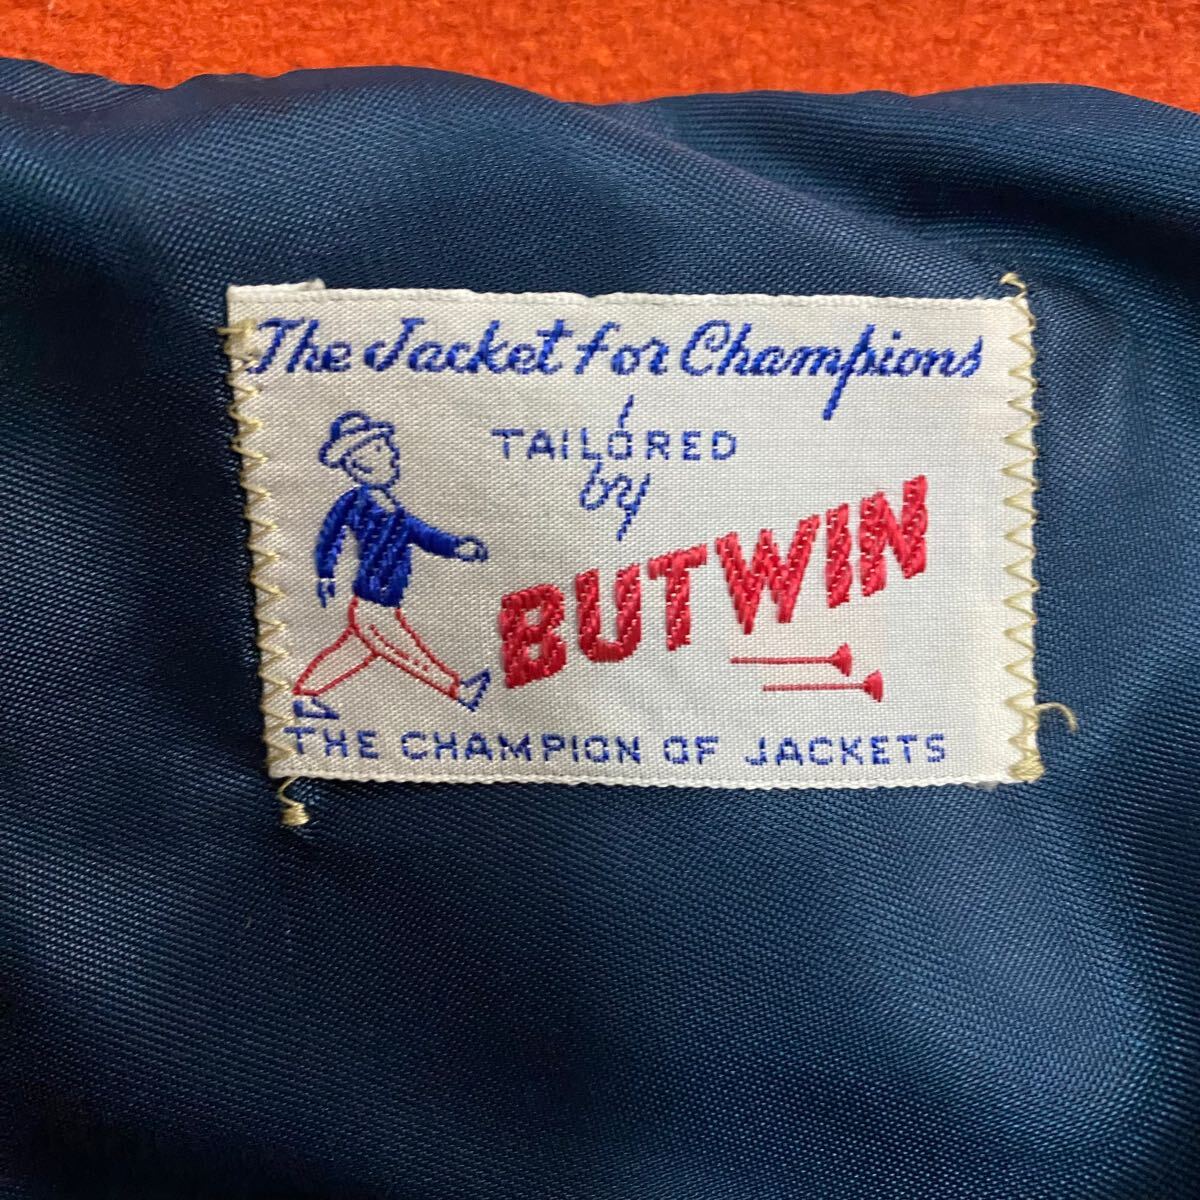 The Jacket for Champions
TAILORED
by
BUTWIN
THE CHAMPION OF JACKETS